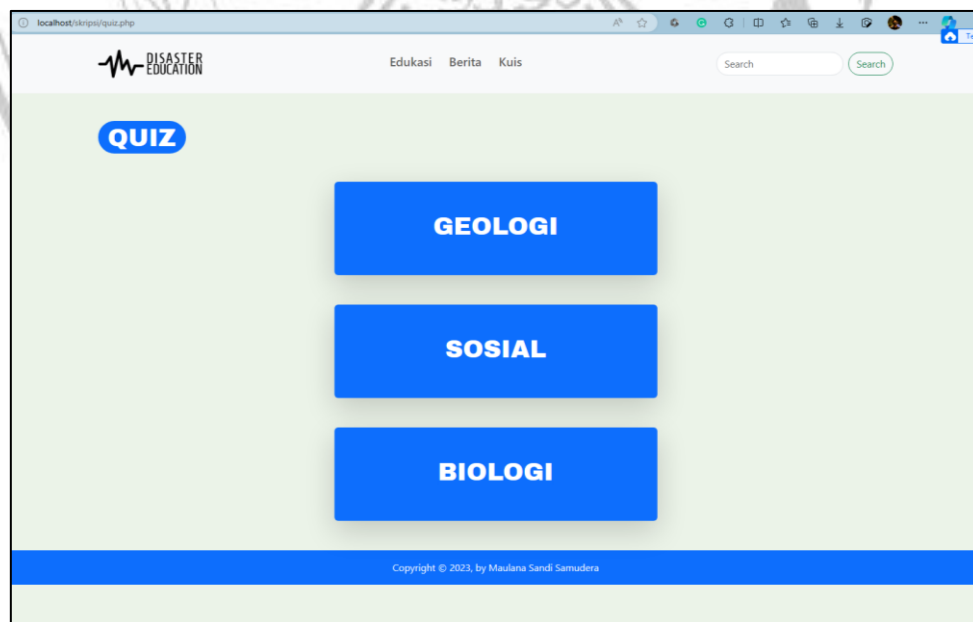 localhost/skripsi/quiz.php
DISASTER
EDUCATION
Edukasi Berita Kuis
Search Search
QUIZ
GEOLOGI
SOSIAL
BIOLOGI
Copyright © 2023, by Maulana Sandi Samudera